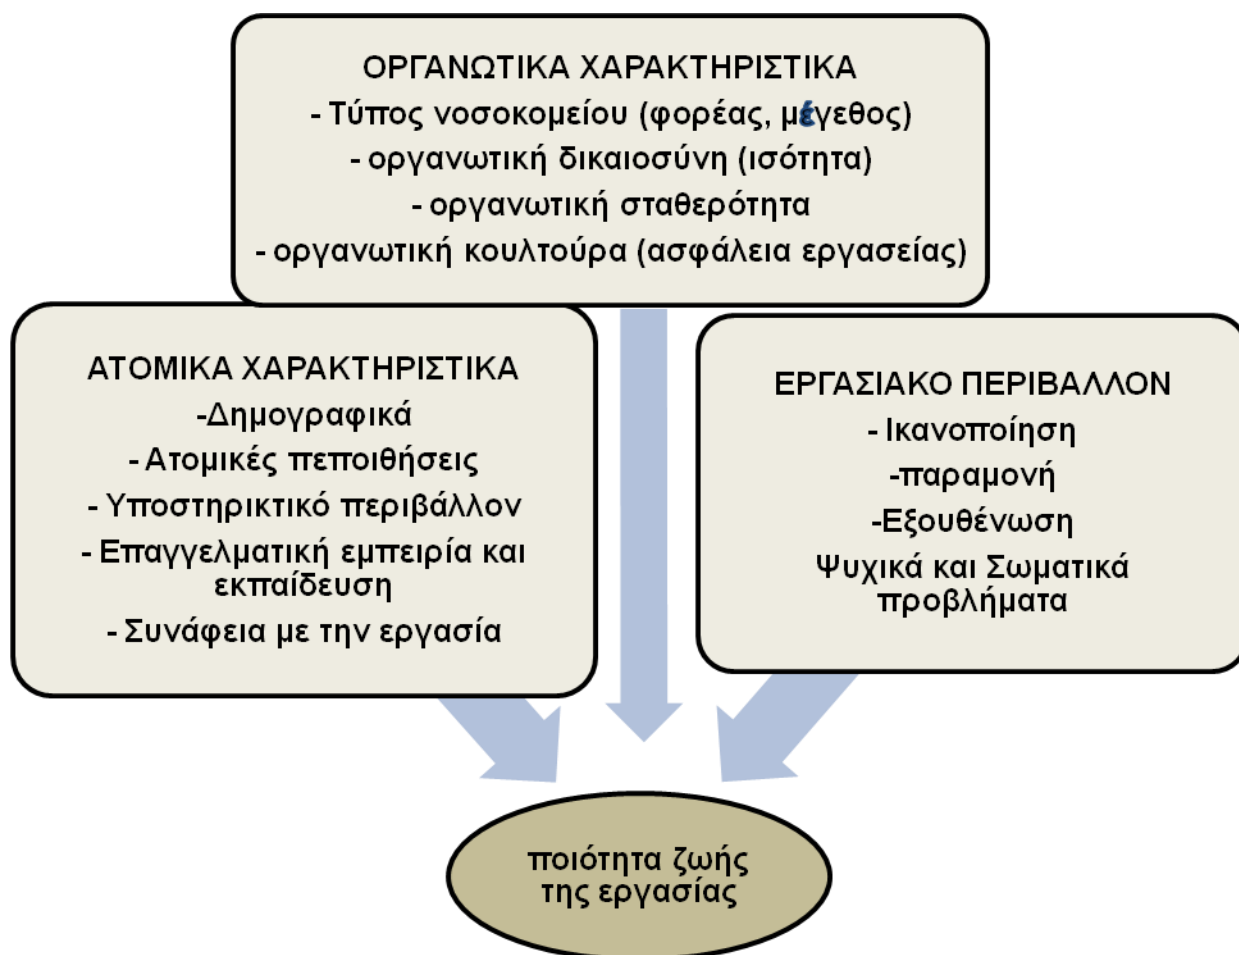 ΟΡΓΑΝΩΤΙΚΑ ΧΑΡΑΚΤΗΡΙΣΤΙΚΑ
- Τύπος νοσοκομείου (φορέας, μέγεθος)
- οργανωτική δικαιοσύνη (ισότητα)
- οργανωτική σταθερότητα
- οργανωτική κουλτούρα (ασφάλεια εργασείας)
ΑΤΟΜΙΚΑ ΧΑΡΑΚΤΗΡΙΣΤΙΚΑ
-Δημογραφικά
- Ατομικές πεποιθήσεις
- Υποστηρικτικό περιβάλλον
- Επαγγελματική εμπειρία και
εκπαίδευση
- Συνάφεια με την εργασία
ΕΡΓΑΣΙΑΚΟ ΠΕΡΙΒΑΛΛΟΝ
- Ικανοποίηση
-παραμονή
-Εξουθένωση
Ψυχικά και Σωματικά
προβλήματα
ποιότητα ζωής
της εργασίας